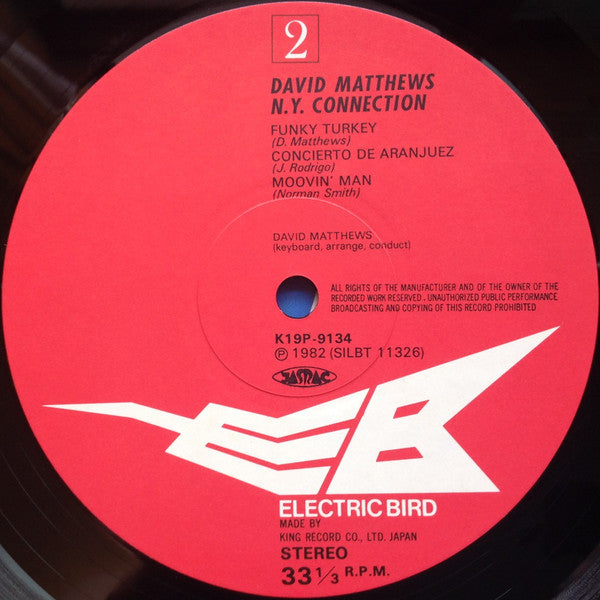 2
DAVID MATTHEWS
N.Y. CONNECTION
FUNKY TURKEY
(D. Matthews)
CONCIERTO DE ARANJUEZ
(J. Rodrigo)
MOOVIN' MAN
(Norman Smith)
DAVID MATTHEWS
(keyboard, arrange, conduct)
ALL RIGHTS OF THE MANUFACTURER AND OF THE OWNER OF THE
RECORDED WORK RESERVED. UNAUTHORIZED PUBLIC PERFORMANCE
BROADCASTING AND COPYING OF THIS RECORD PROHIBITED
K19P-9134
Ⓟ 1982 (SILBT 11326)
JASRAC
EB
ELECTRIC BIRD
MADE BY
KING RECORD CO., LTD. JAPAN
STEREO
33 1/3 R.P.M.